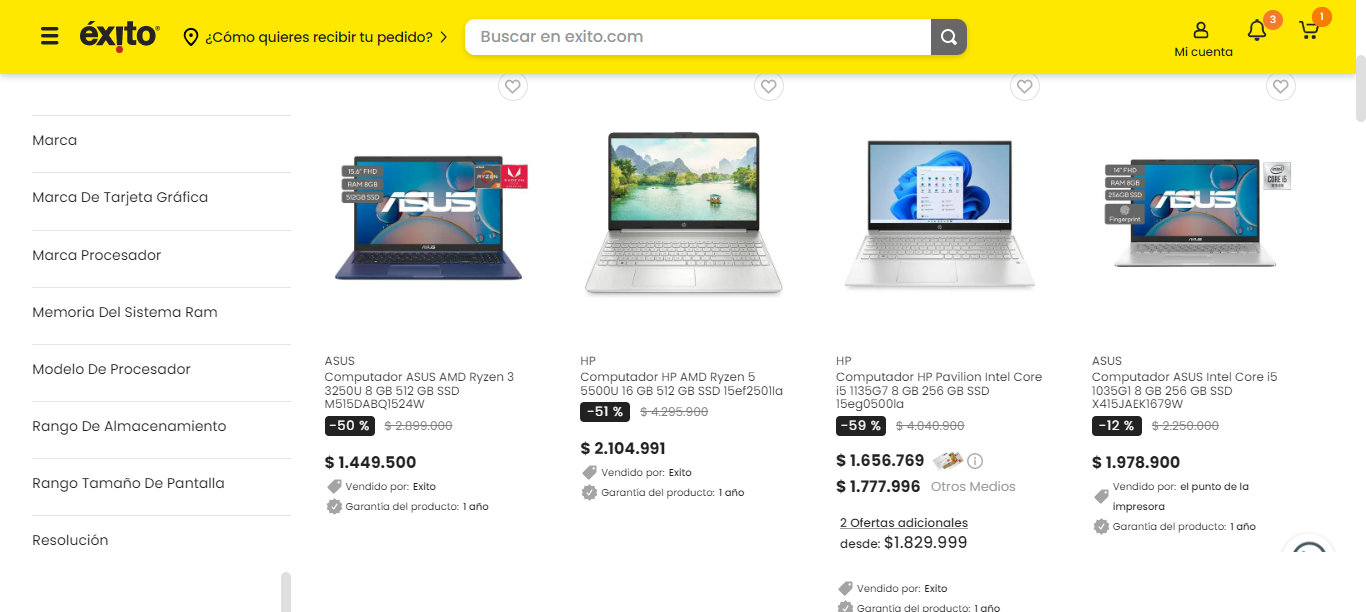 éxito
¿Cómo quieres recibir tu pedido?
Buscar en exito.com
Mi cuenta
3
1
Marca
Marca De Tarjeta Gráfica
Marca Procesador
Memoria Del Sistema Ram
Modelo De Procesador
Rango De Almacenamiento
Rango Tamaño De Pantalla
Resolución
15.6" FHD
RAM 8GB
512GB SSD
ASUS
RYZEN
3
RADEON
VEGA
ASUS
ASUS
Computador ASUS AMD Ryzen 3
3250U 8 GB 512 GB SSD
M515DABQ1524W
-50 % $ 2.899.000
$ 1.449.500
Vendido por: Exito
Garantía del producto: 1 año
HP
Computador HP AMD Ryzen 5
5500U 16 GB 512 GB SSD 15ef2501la
-51 % $ 4.295.900
$ 2.104.991
Vendido por: Exito
Garantía del producto: 1 año
HP
Computador HP Pavilion Intel Core
i5 1135G7 8 GB 256 GB SSD
15eg0500la
-59 % $ 4.040.900
$ 1.656.769
$ 1.777.996 Otros Medios
2 Ofertas adicionales
desde: $1.829.999
Vendido por: Exito
Garantía del producto: 1 año
14" FHD
RAM 8GB
256GB SSD
Fingerprint
ASUS
intel
CORE i5
ASUS
ASUS
Computador ASUS Intel Core i5
1035G1 8 GB 256 GB SSD
X415JAEK1679W
-12 % $ 2.250.000
$ 1.978.900
Vendido por: el punto de la
impresora
Garantía del producto: 1 año